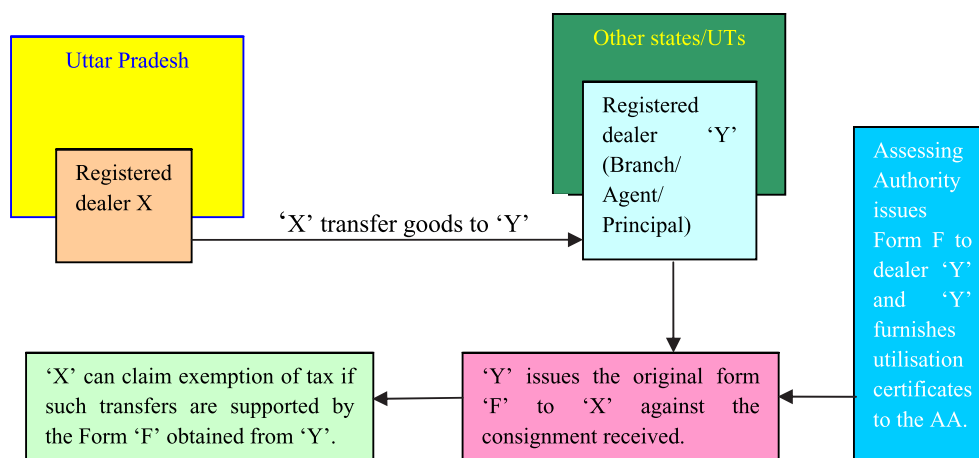 Uttar Pradesh
Registered
dealer X
Other states/UTs
Registered
dealer ‘Y’
(Branch/
Agent/
Principal)
‘X’ transfer goods to ‘Y’
Assessing
Authority
issues
Form F to
dealer ‘Y’
and ‘Y’
furnishes
utilisation
certificates
to the AA.
‘Y’ issues the original form
‘F’ to ‘X’ against the
consignment received.
‘X’ can claim exemption of tax if
such transfers are supported by
the Form ‘F’ obtained from ‘Y’.